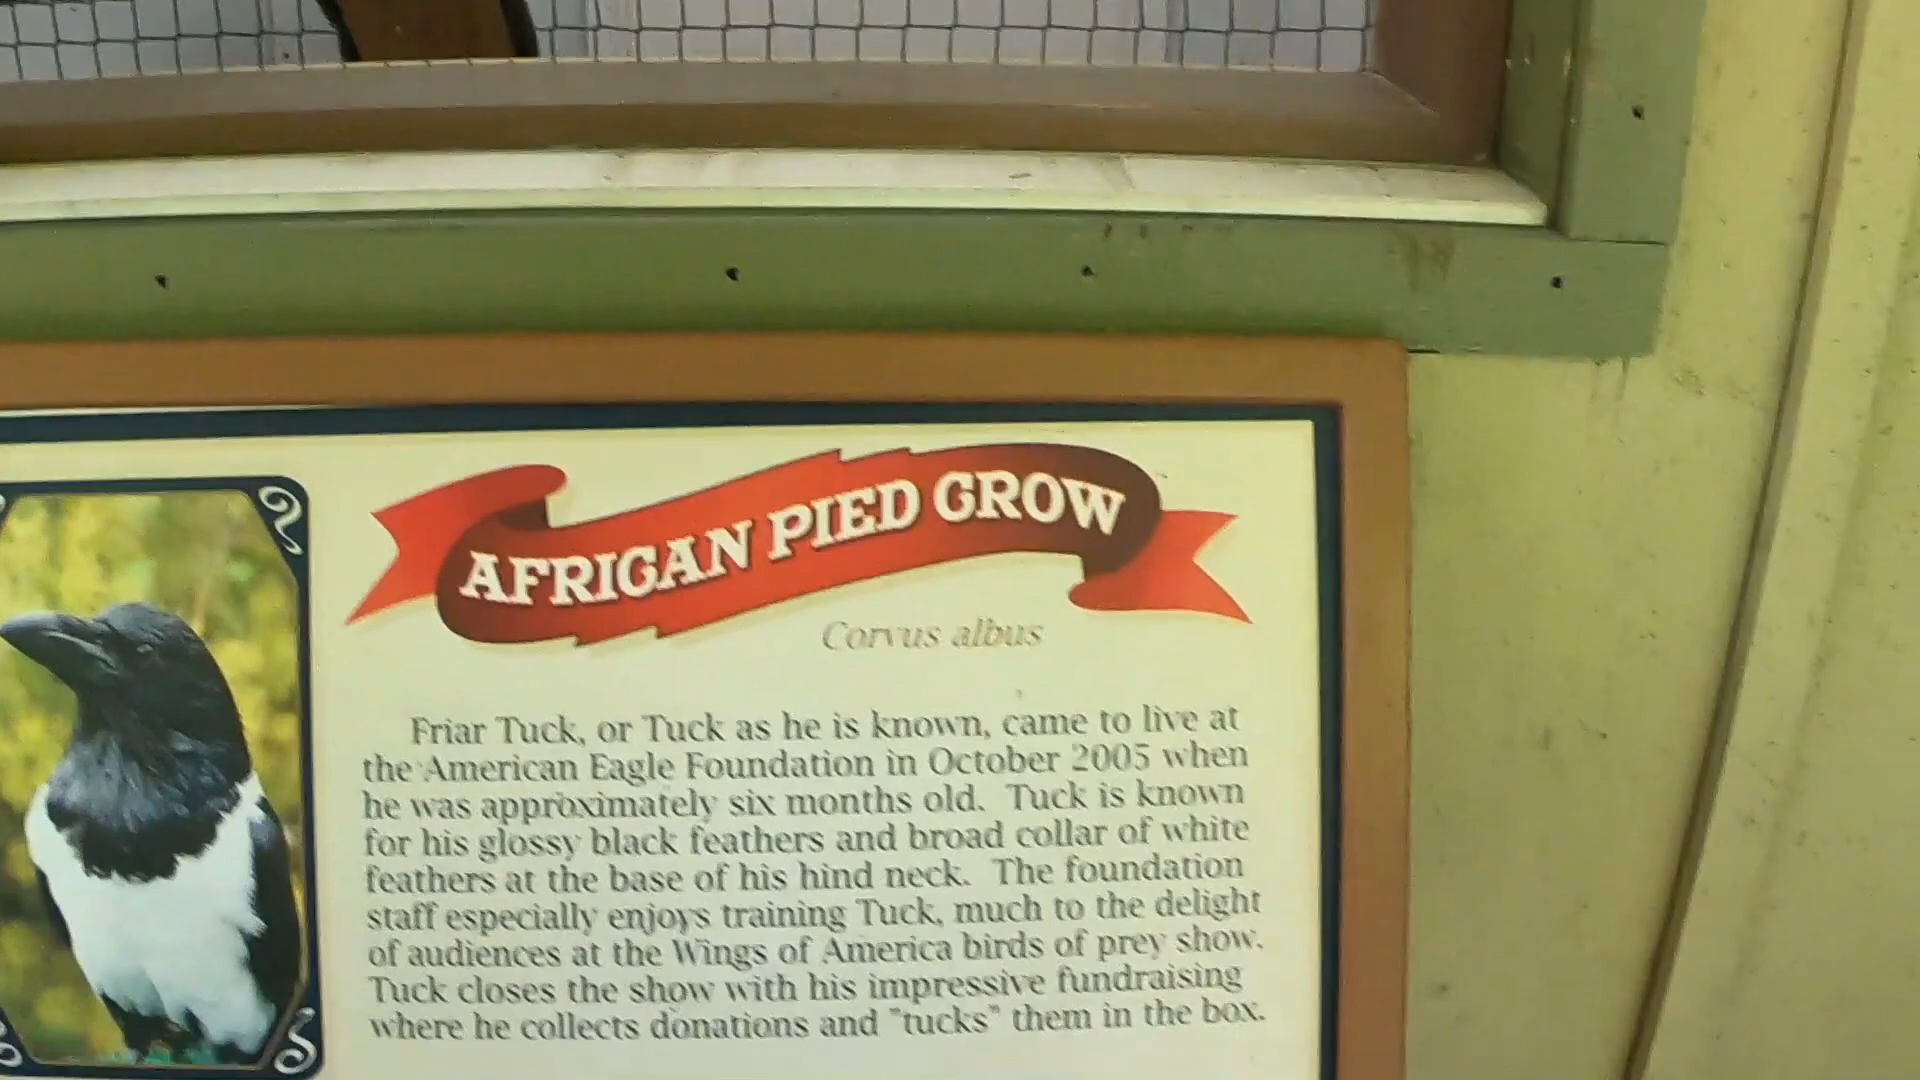 AFRICAN PIED CROW
Corvus albus
Friar Tuck, or Tuck as he is known, came to live at
the American Eagle Foundation in October 2005 when
he was approximately six months old. Tuck is known
for his glossy black feathers and broad collar of white
feathers at the base of his hind neck. The foundation
staff especially enjoys training Tuck, much to the delight
of audiences at the Wings of America birds of prey show.
Tuck closes the show with his impressive fundraising
where he collects donations and "tucks" them in the box.